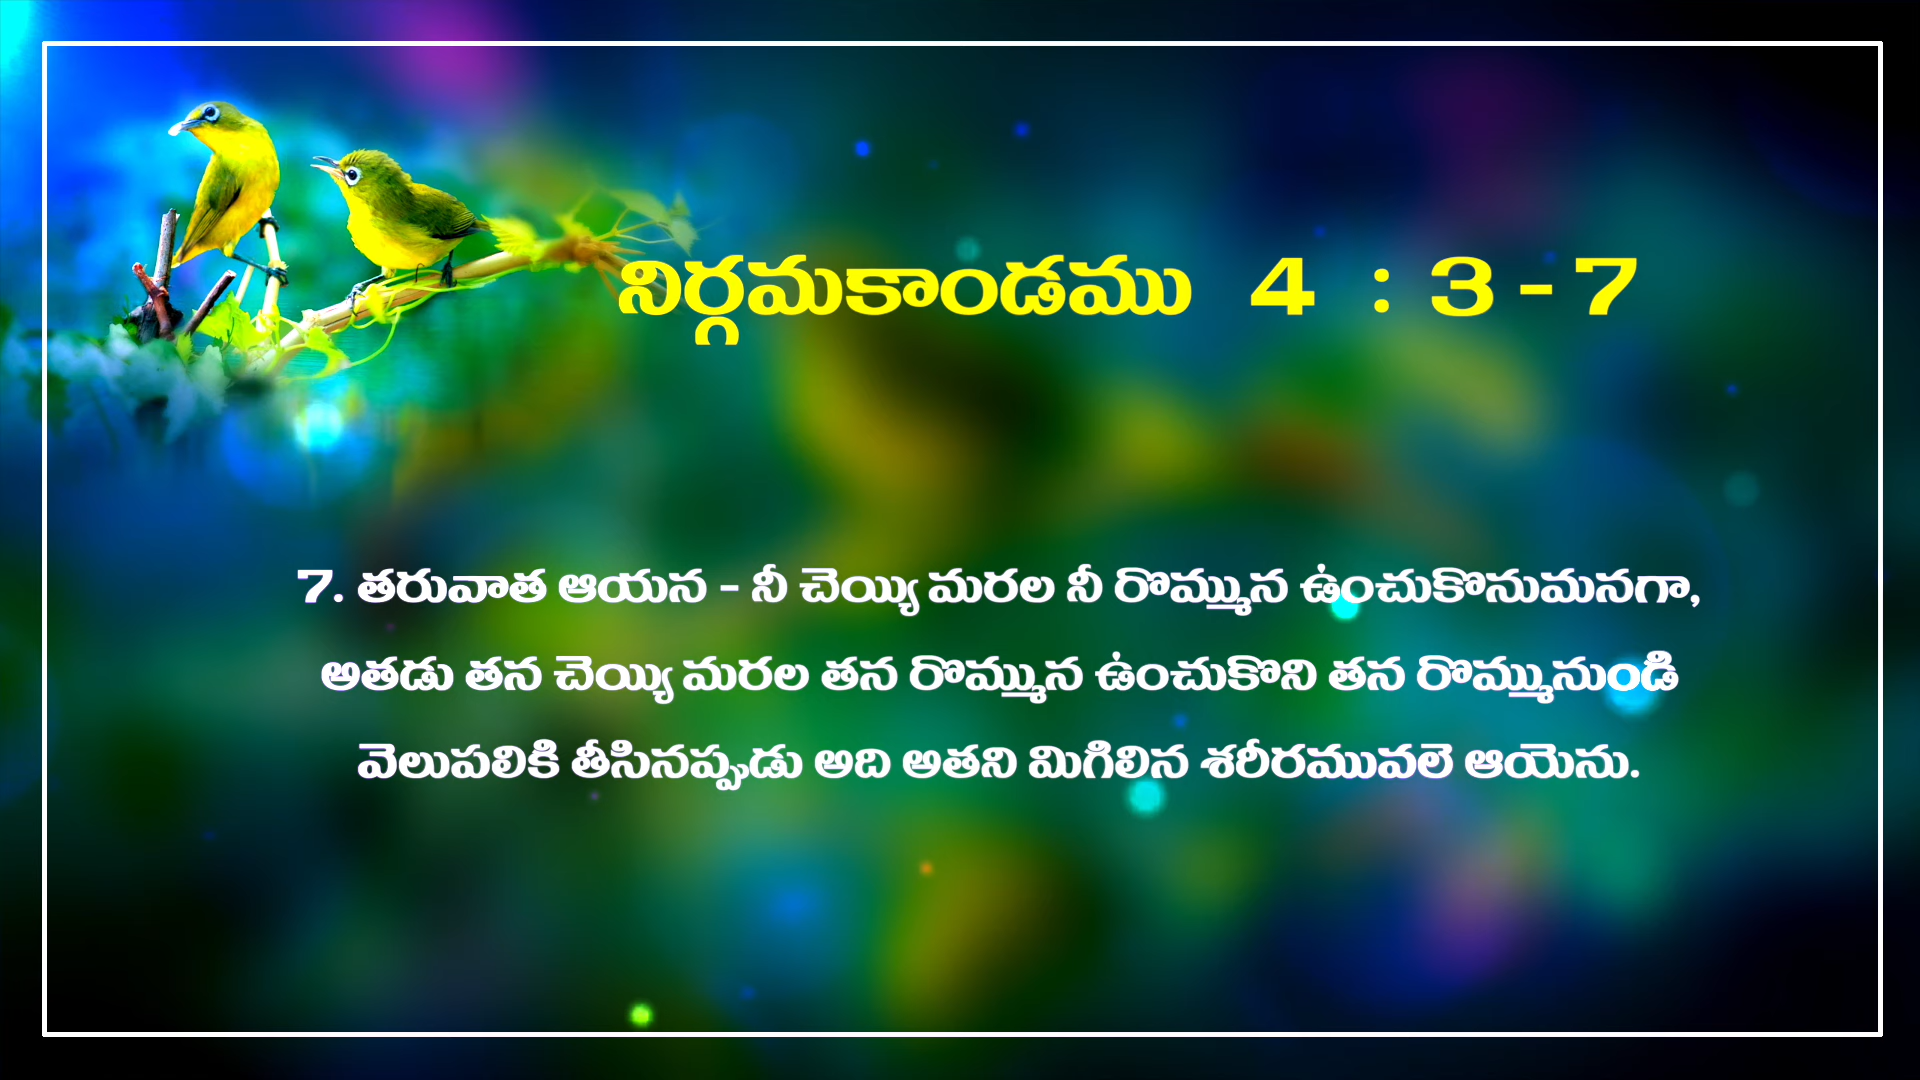 నిర్గమకాండము 4 : 3 - 7
7. తరువాత ఆయన - నీ చెయ్యి మరల నీ రొమ్మున ఉంచుకొనుమనగా,
అతడు తన చెయ్యి మరల తన రొమ్మున ఉంచుకొని తన రొమ్మునుండి
వెలుపలికి తీసినప్పుడు అది అతని మిగిలిన శరీరమువలె ఆయెను.